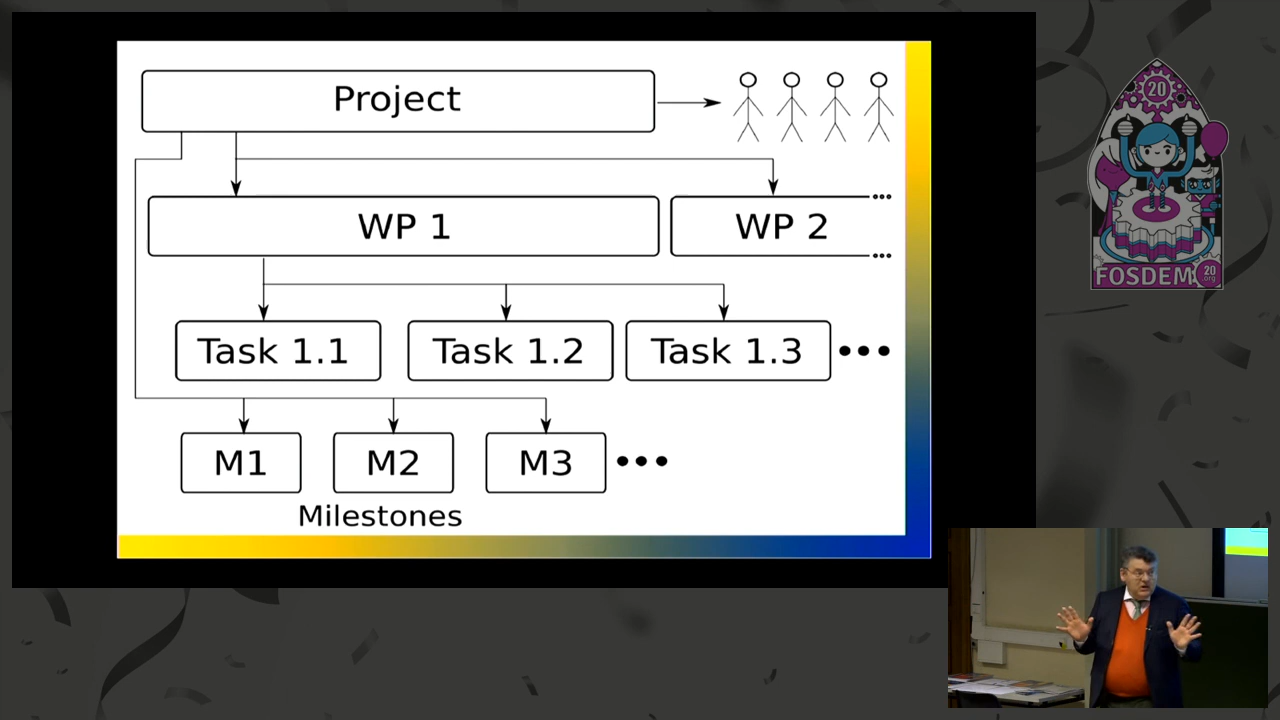 Project
WP 1
WP 2
Task 1.1
Task 1.2
Task 1.3
M1
M2
M3
Milestones
20
FOSDEM
20
.org